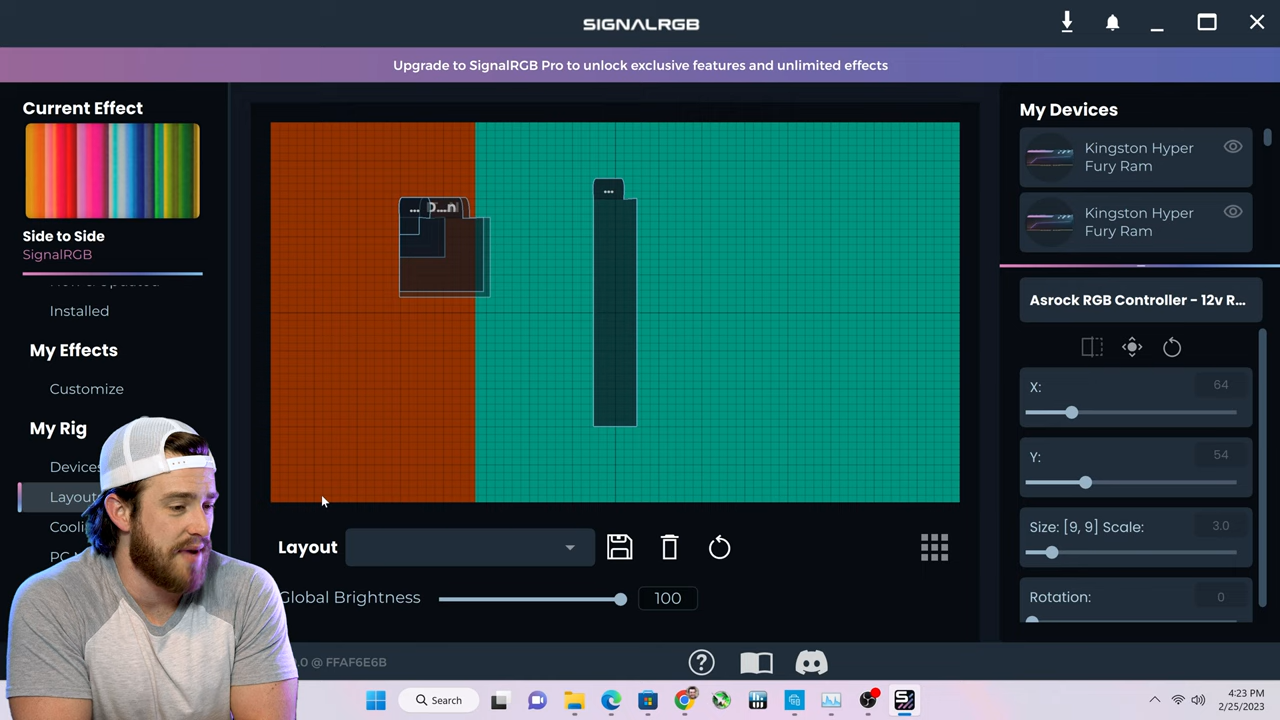 SIGNALRGB
Upgrade to SignalRGB Pro to unlock exclusive features and unlimited effects
Current Effect
Side to Side
SignalRGB
Installed
My Effects
Customize
My Rig
Devices
Layout
... D...n
...
Layout
Global Brightness
100
My Devices
Kingston Hyper
Fury Ram
Kingston Hyper
Fury Ram
Asrock RGB Controller - 12v R...
X:
64
Y:
54
Size: [9, 9] Scale:
3.0
Rotation:
0
@ FFAF6E6B
Search
4:23 PM
2/25/2023